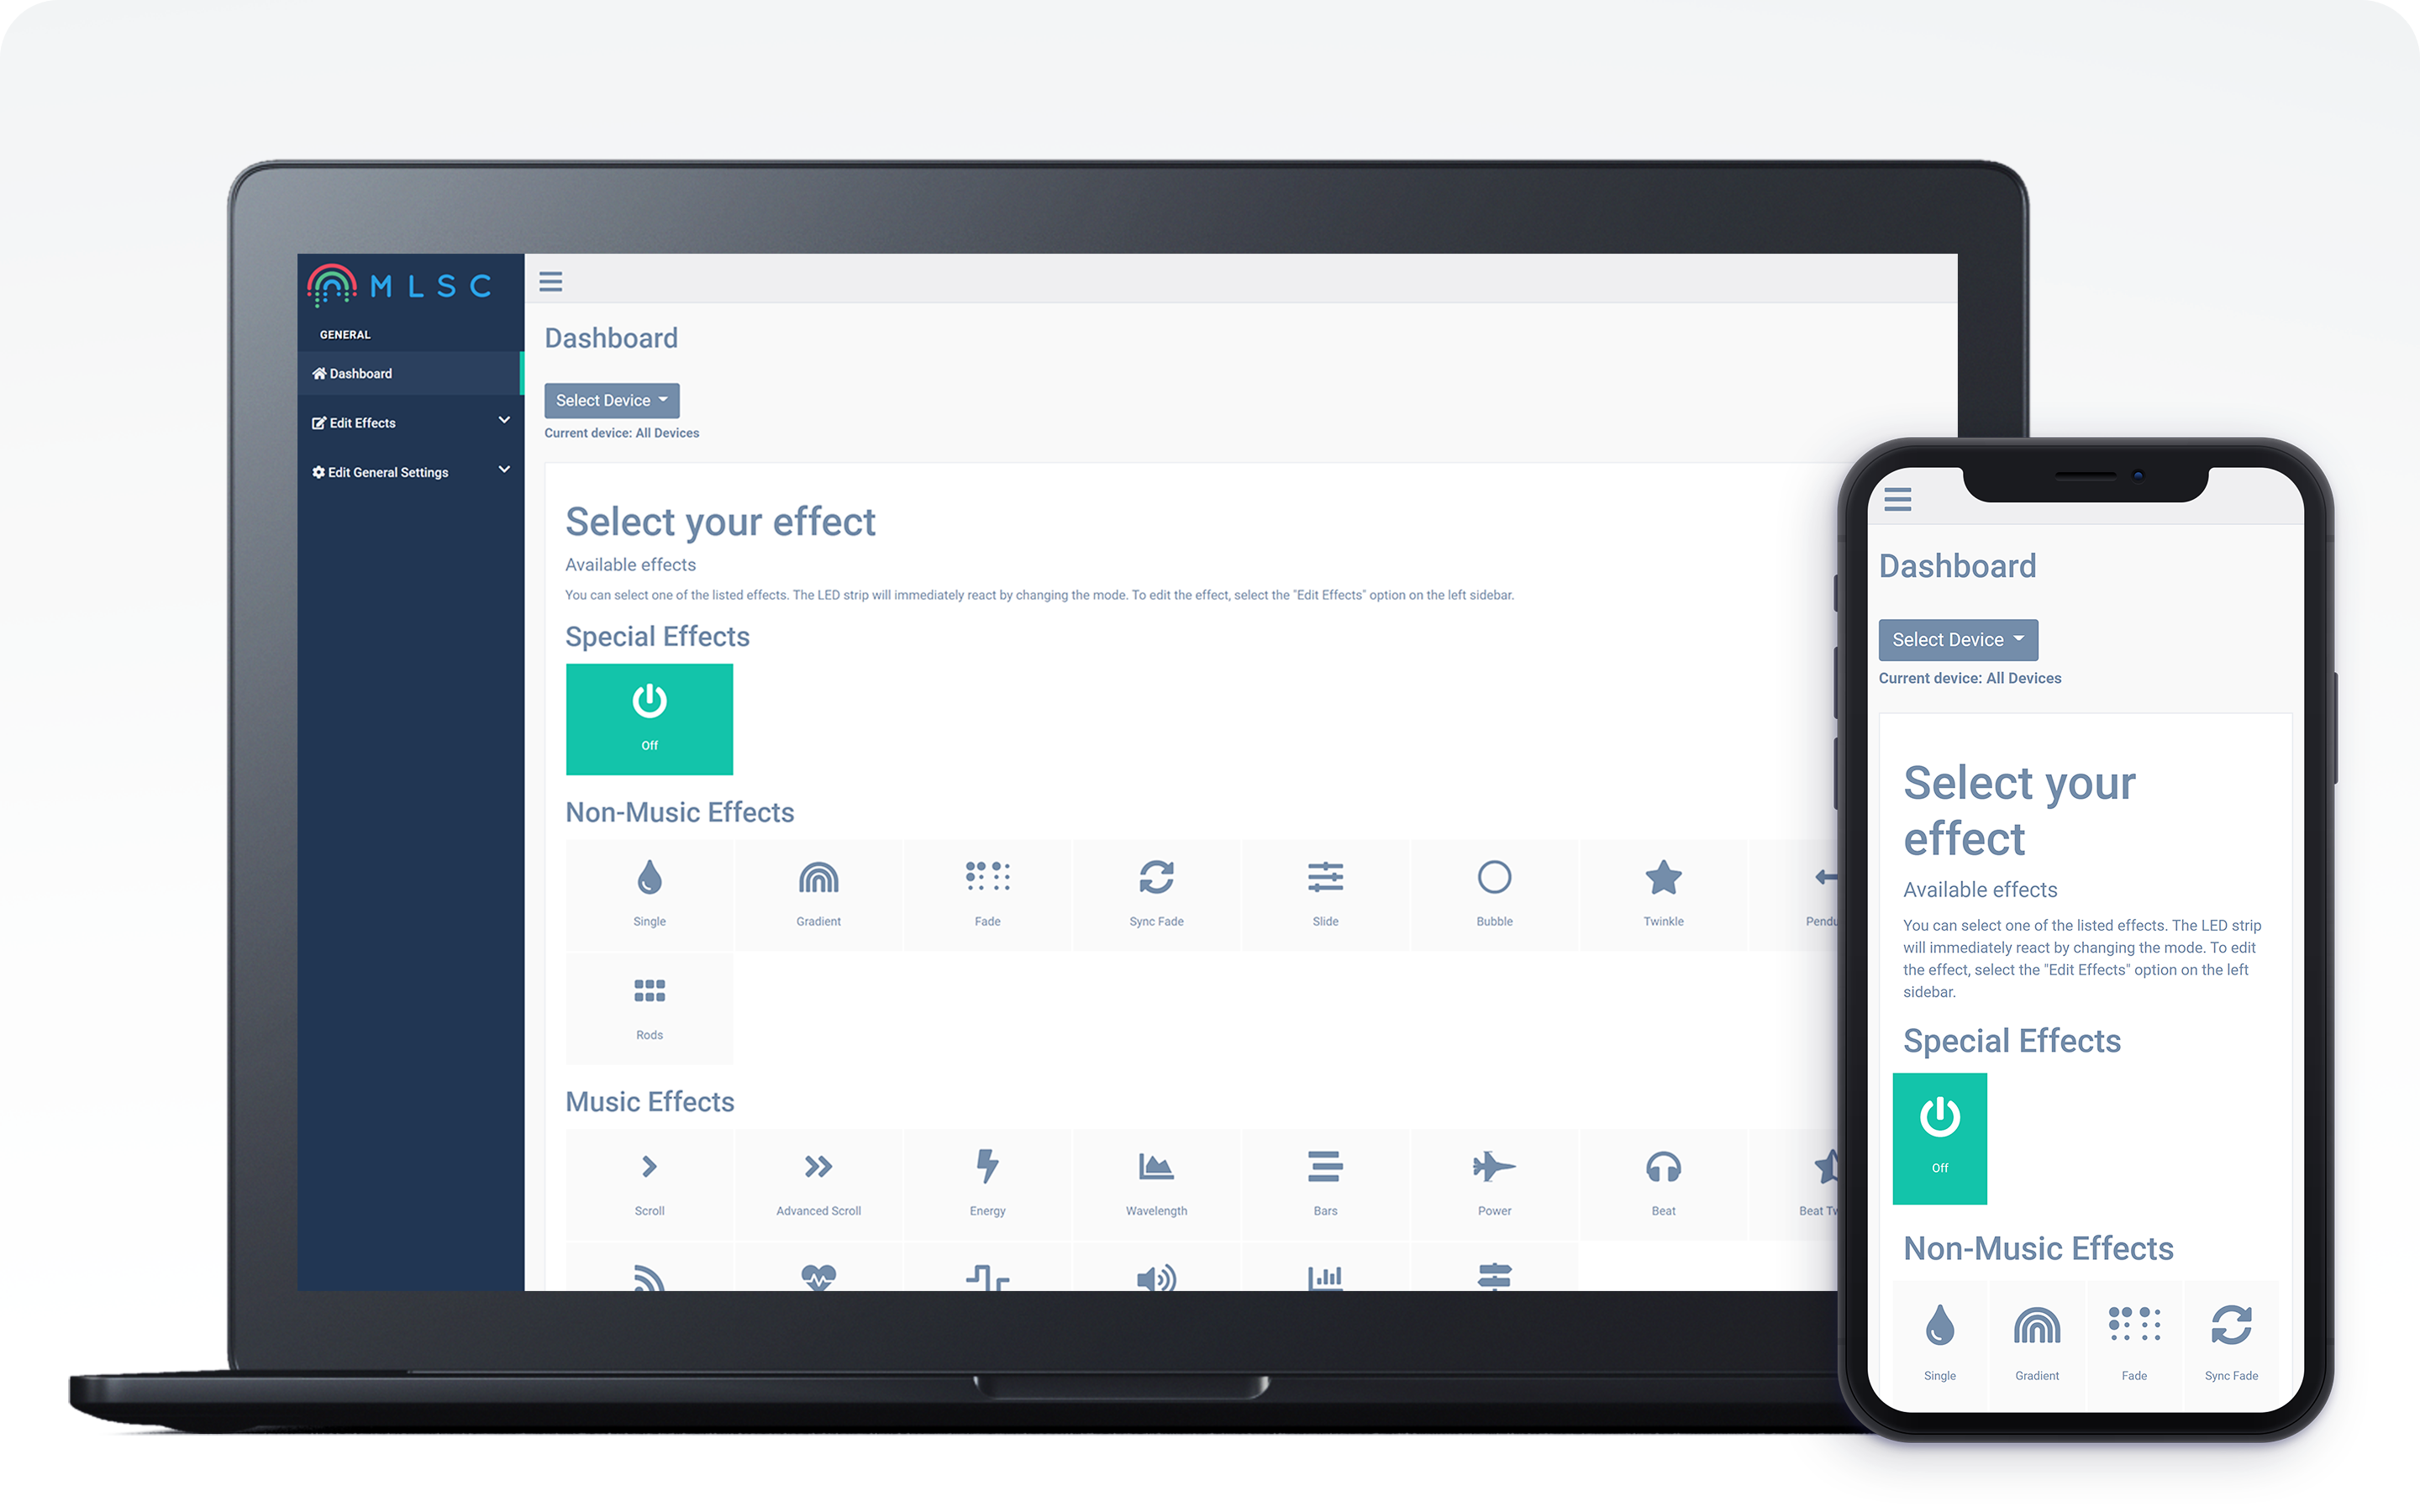 MLSC
GENERAL
Dashboard
Edit Effects
Edit General Settings
Dashboard
Select Device
Current device: All Devices
Select your effect
Available effects
You can select one of the listed effects. The LED strip will immediately react by changing the mode. To edit the effect, select the "Edit Effects" option on the left sidebar.
Special Effects
Off
Non-Music Effects
Single Gradient Fade Sync Fade Slide Bubble Twinkle Pendu
Rods
Music Effects
Scroll Advanced Scroll Energy Wavelength Bars Power Beat Beat Tw
Dashboard
Select Device
Current device: All Devices
Select your
effect
Available effects
You can select one of the listed effects. The LED strip
will immediately react by changing the mode. To edit
the effect, select the "Edit Effects" option on the left
sidebar.
Special Effects
Off
Non-Music Effects
Single Gradient Fade Sync Fade